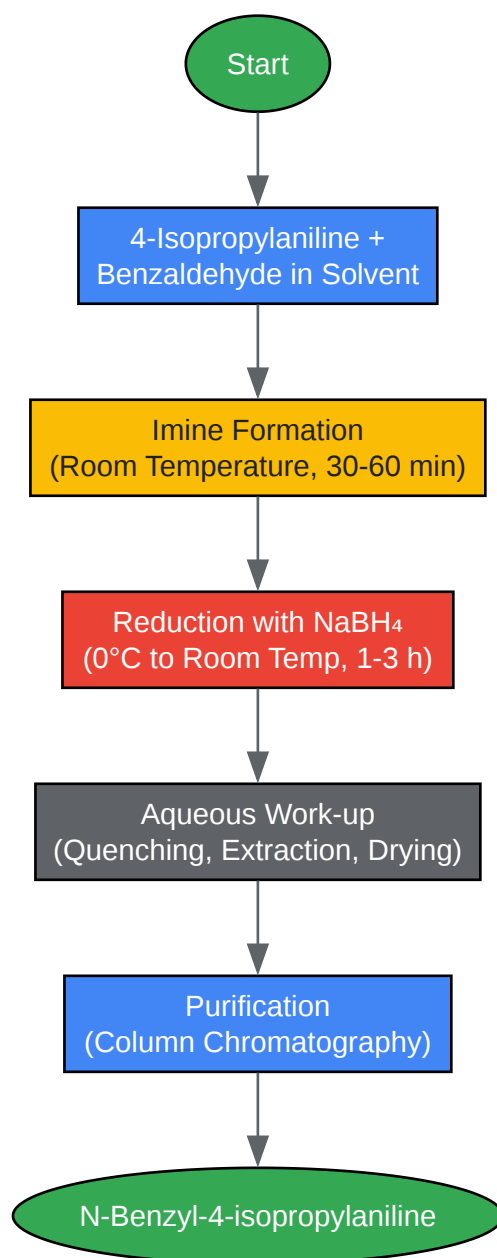 Start
4-Isopropylaniline +
Benzaldehyde in Solvent
Imine Formation
(Room Temperature, 30-60 min)
Reduction with NaBH₄
(0°C to Room Temp, 1-3 h)
Aqueous Work-up
(Quenching, Extraction, Drying)
Purification
(Column Chromatography)
N-Benzyl-4-isopropylaniline